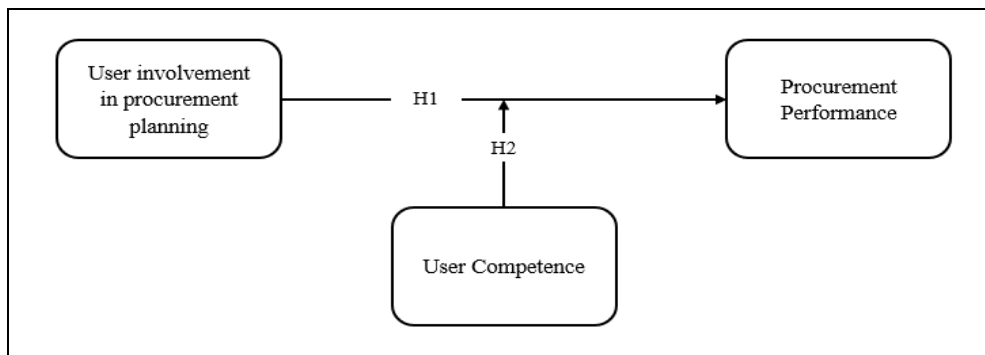 User involvement
in procurement
planning
H1
Procurement
Performance
H2
User Competence